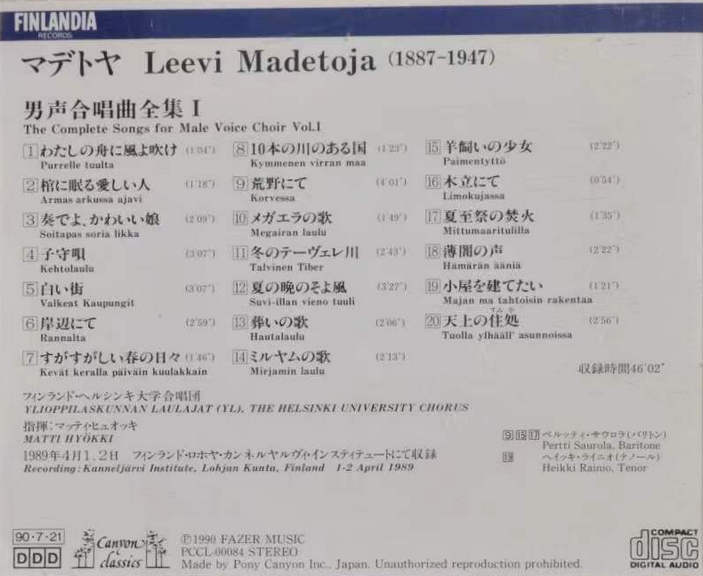 FINLANDIA
RECORDS
マデトヤ Leevi Madetoja (1887-1947)
男声合唱曲全集 I
The Complete Songs for Male Voice Choir Vol.I
1 わたしの舟に風よ吹け (1'04")
Purrelle tuulta
2 棺に眠る愛しい人 (1'18")
Armas arkussa ajavi
3 奏でよ、かわいい娘 (2'09")
Soitapas soria likka
4 子守唄 (3'07")
Kehtolaulu
5 白い街 (3'07")
Valkeat Kaupungit
6 岸辺にて (2'59")
Rannalta
7 すがすがしい春の日々 (1'46")
Kevät keralla päiväin kuulakkain
8 10本の川のある国 (1'23")
Kymmenen virran maa
9 荒野にて (4'01")
Korvessa
10 メガエラの歌 (1'49")
Megairan laulu
11 冬のテーヴェレ川 (2'43")
Talvinen Tiber
12 夏の晩のそよ風 (3'27")
Suvi-illan vieno tuuli
13 葬いの歌 (2'06")
Hautalaulu
14 ミルヤムの歌 (2'13")
Mirjamin laulu
15 羊飼いの少女 (2'22")
Paimentyttö
16 木立にて (0'54")
Limokujassa
17 夏至祭の焚火 (1'35")
Mittumaaritulilla
18 薄闇の声 (2'22")
Hämärän ääniä
19 小屋を建てたい (1'21")
Majan ma tahtoisin rakentaa
20 天上の住処 (2'56")
Tuolla ylhääll' asunnoissa
収録時間46'02"
フィンランド・ヘルシンキ大学合唱団
YLIOPPILASKUNNAN LAULAJAT (YL), THE HELSINKI UNIVERSITY CHORUS
指揮：マッティ・ヒュオッキ
MATTI HYÖKKI
1989年4月1、2日 フィンランド・ロホヤ・カンネルヤルヴィ・インスティテュートにて収録
Recording: Kanneljärvi Institute, Lohjan Kunta, Finland 1-2 April 1989
9 15 17 ペルッティ・サウロラ(バリトン)
Pertti Saurola, Baritone
ヘイッキ・ライニオ(テノール)
Heikki Rainio, Tenor
90・7・21
DDD
Canyon
classics
Ⓟ1990 FAZER MUSIC
PCCL-00084 STEREO
Made by Pony Canyon Inc., Japan. Unauthorized reproduction prohibited.
COMPACT
disc
DIGITAL AUDIO